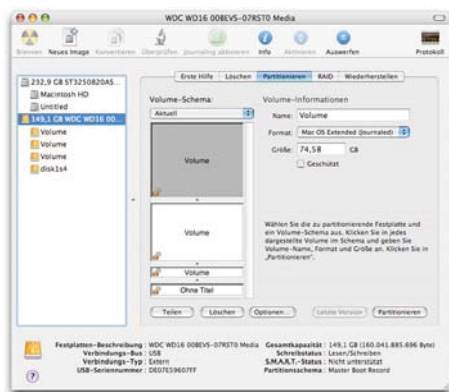 WDC WD16 00BEVS-07RST0 Media
Brennen Neues Image Konvertieren Überprüfen Journaling aktivieren Info Aktivieren Auswerfen Protokoll
232,9 GB ST3250820AS...
Macintosh HD
Untitled
149,1 GB WDC WD16 00...
Volume
Volume
Volume
disk1s4
Erste Hilfe Löschen Partitionieren RAID Wiederherstellen
Volume-Schema:
Aktuell
Volume
Volume
Volume
Ohne Titel
Volume-Informationen
Name: Volume
Format: Mac OS Extended (Journaled)
Größe: 74,58 GB
Geschützt
Wählen Sie die zu partitionierende Festplatte und
ein Volume-Schema aus. Klicken Sie in jedes
dargestellte Volume im Schema und geben Sie
Volume-Name, Format und Größe an. Klicken Sie in
„Partitionieren“.
Teilen Löschen Optionen... Letzte Version Partitionieren
Festplatten-Beschreibung : WDC WD16 00BEVS-07RST0 Media
Verbindungs-Bus : USB
Verbindungs-Typ : Extern
USB-Seriennummer : DE07E59607FF
Gesamtkapazität : 149,1 GB (160.041.885.696 Byte)
Schreibstatus : Lesen/Schreiben
S.M.A.R.T.-Status : Nicht unterstützt
Partitionsschema : Master Boot Record